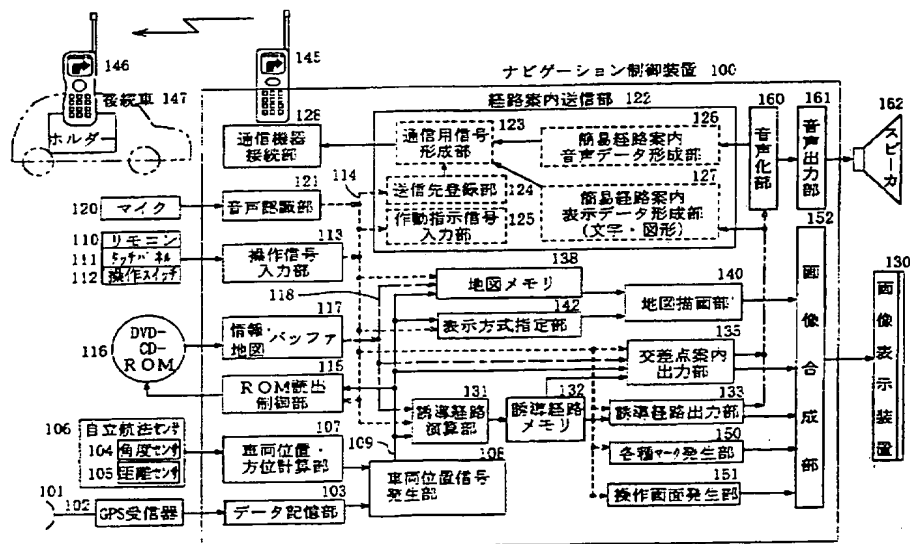 146
145
接続車 147
ホルダー
ナビゲーション制御装置 100
経路案内送信部 122
128
通信機器
接続部
通信用信号
形成部
123
126
簡易経路案内
音声データ形成部
160
音声化部
161
音声出力部
162
スピーカ
114
送信先登録部
124
127
簡易経路案内
表示データ形成部
(文字・図形)
120
マイク
121
音声認識部
作動指示信号
入力部
125
152
110
リモコン
111
タッチパネル
112
操作スイッチ
113
操作信号
入力部
138
地図メモリ
140
地図描画部
130
画像表示装置
118
117
情報・
地図
バッファ
142
表示方式指定部
画像合成部
116
DVD-
CD-
ROM
135
交差点案内
出力部
115
ROM読出
制御部
131
誘導経路
演算部
132
誘導経路
メモリ
133
誘導経路出力部
106
自立航法センサ
104
角度センサ
105
距離センサ
107
車両位置・
方位計算部
109
108
車両位置信号
発生部
150
各種マーク発生部
151
操作画面発生部
101
102
GPS受信器
103
データ記憶部